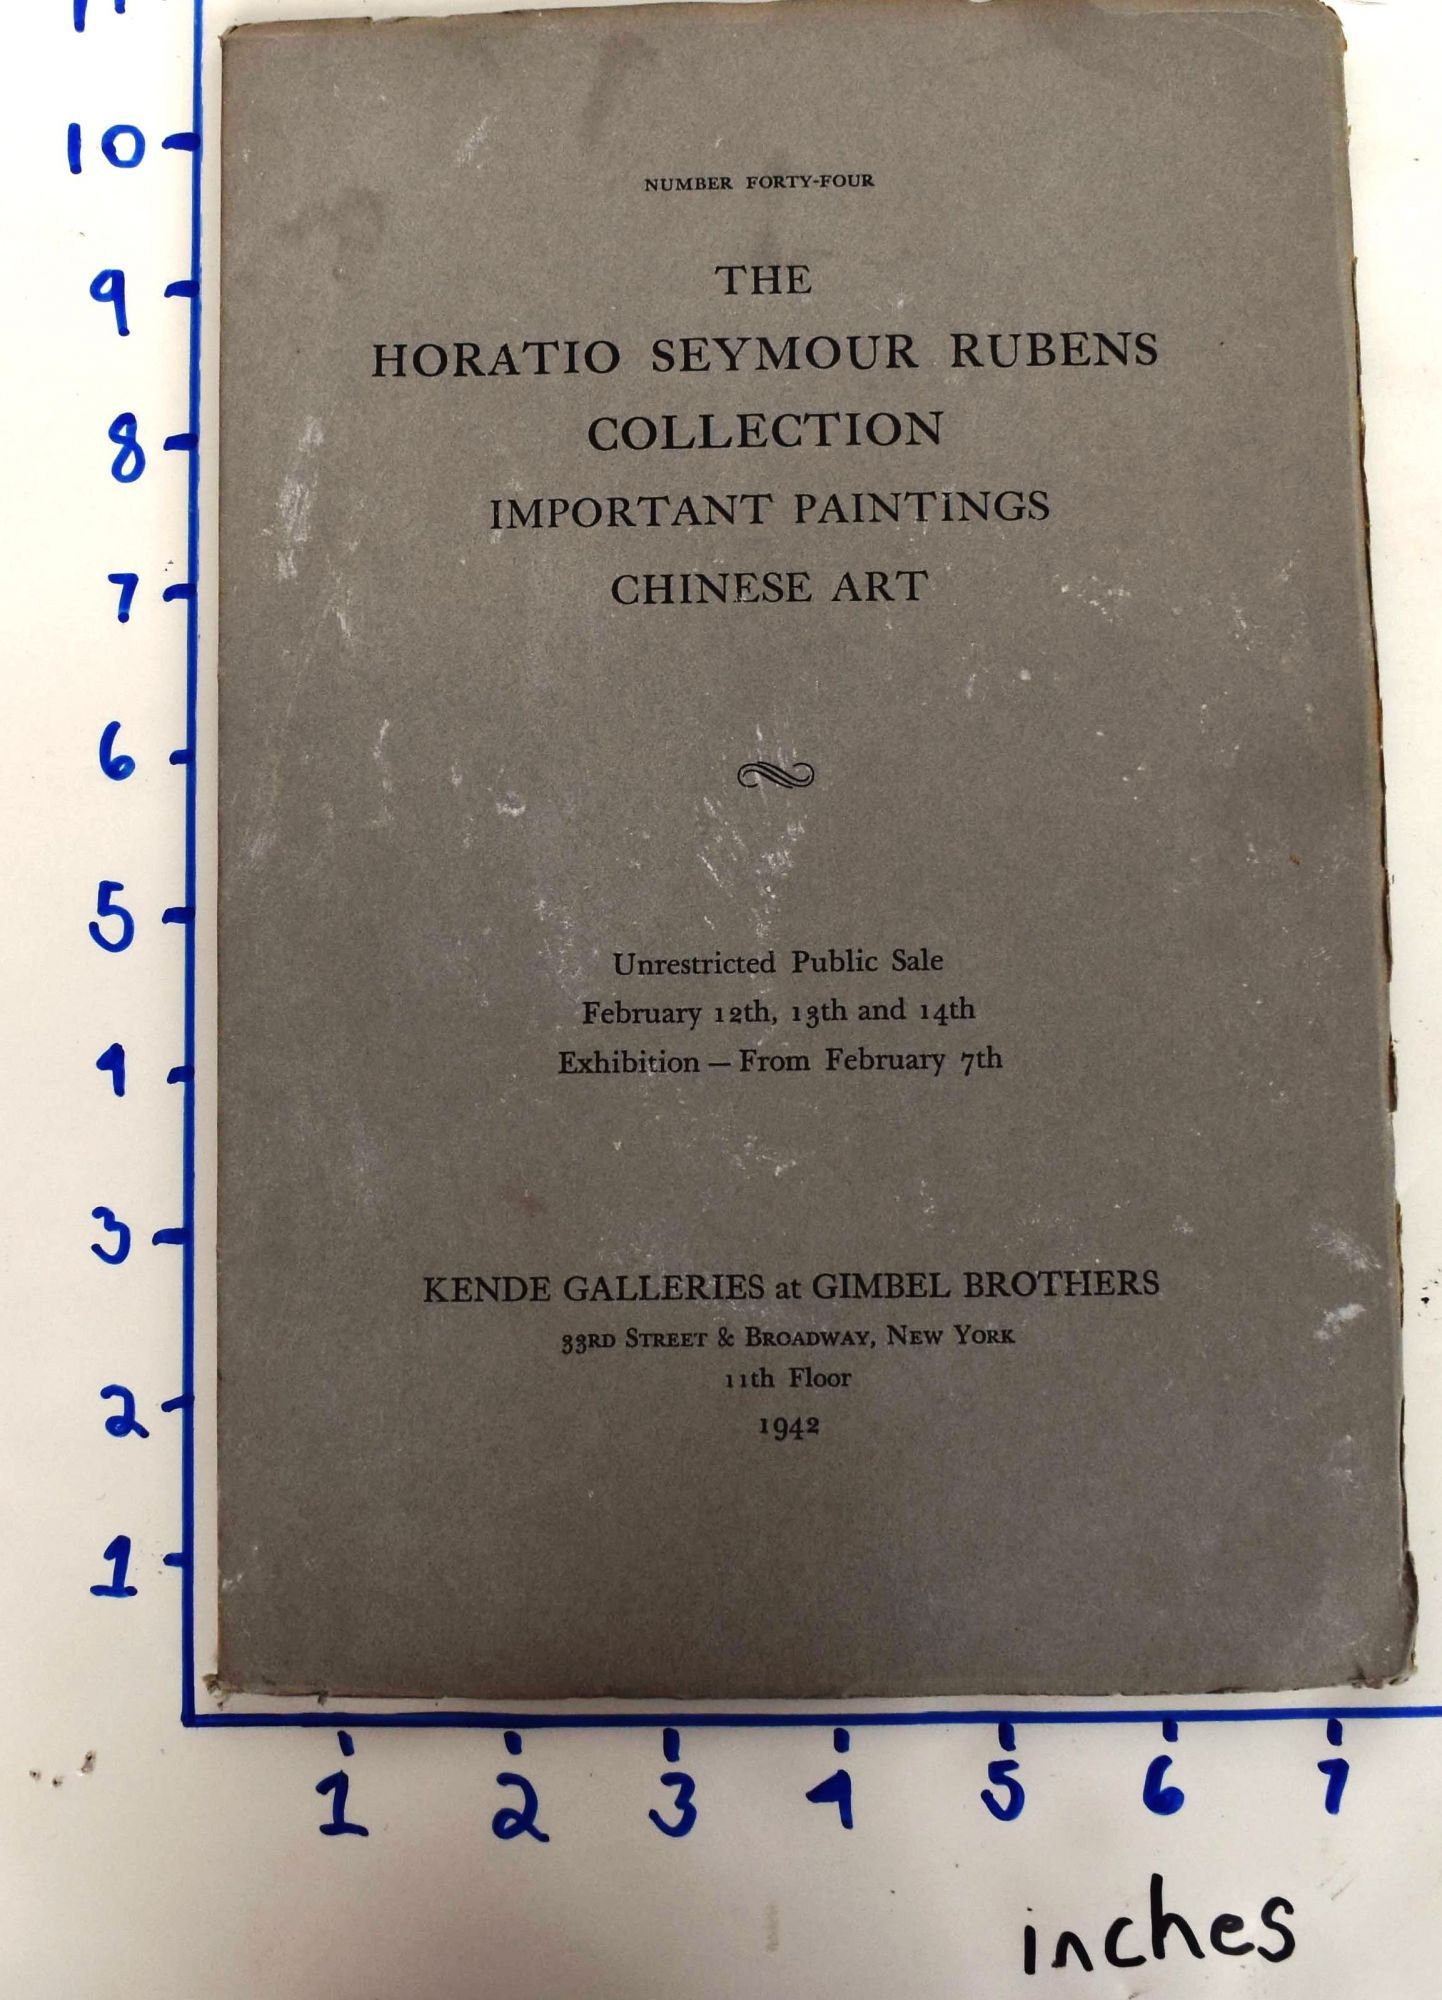 NUMBER FORTY-FOUR
THE
HORATIO SEYMOUR RUBENS
COLLECTION
IMPORTANT PAINTINGS
CHINESE ART
Unrestricted Public Sale
February 12th, 13th and 14th
Exhibition — From February 7th
KENDE GALLERIES at GIMBEL BROTHERS
33RD STREET & BROADWAY, NEW YORK
11th Floor
1942
10
9
8
7
6
5
4
3
2
1
1 2 3 4 5 6 7
inches